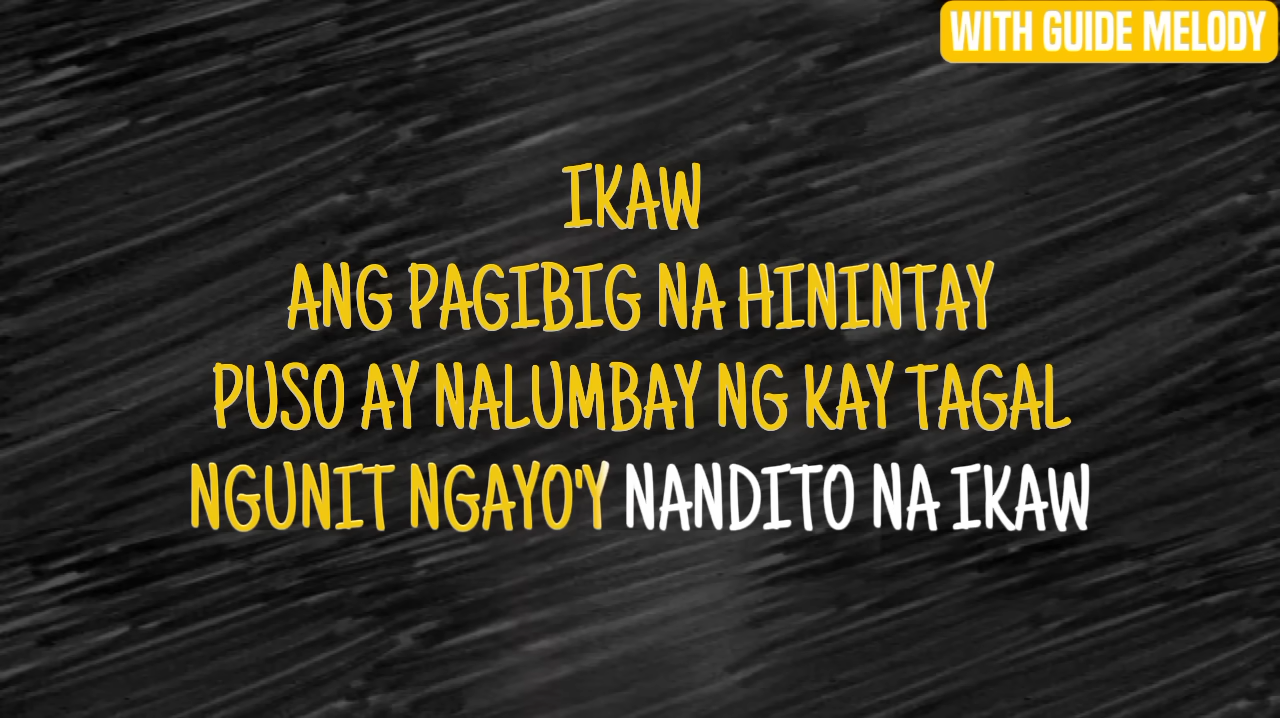 WITH GUIDE MELODY
IKAW
ANG PAGIBIG NA HININTAY
PUSO AY NALUMBAY NG KAY TAGAL
NGUNIT NGAYO'Y NANDITO NA IKAW